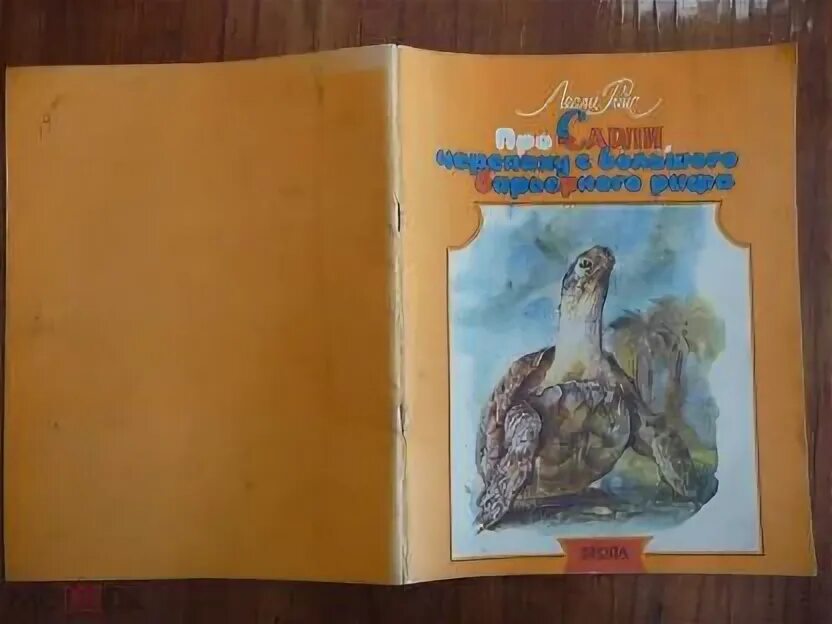 Лесли Рис
Про Сарли
черепаху с большого
барьерного рифа